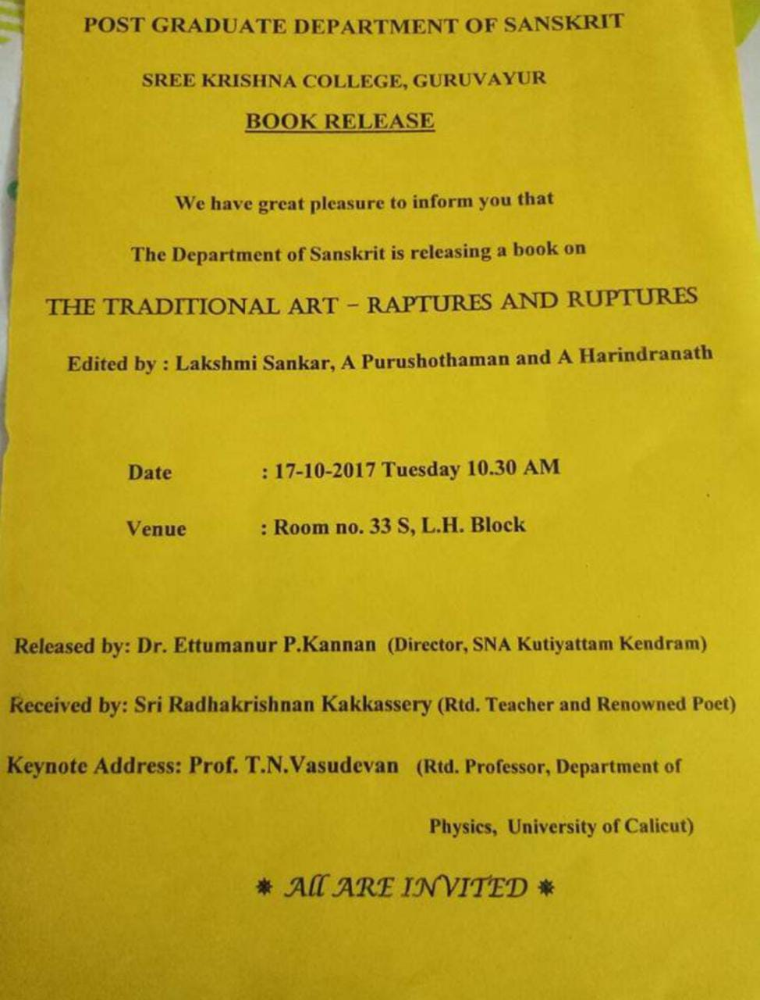 POST GRADUATE DEPARTMENT OF SANSKRIT
SREE KRISHNA COLLEGE, GURUVAYUR
BOOK RELEASE
We have great pleasure to inform you that
The Department of Sanskrit is releasing a book on
THE TRADITIONAL ART – RAPTURES AND RUPTURES
Edited by : Lakshmi Sankar, A Purushothaman and A Harindranath
Date : 17-10-2017 Tuesday 10.30 AM
Venue : Room no. 33 S, L.H. Block
Released by: Dr. Ettumanur P.Kannan (Director, SNA Kutiyattam Kendram)
Received by: Sri Radhakrishnan Kakkassery (Rtd. Teacher and Renowned Poet)
Keynote Address: Prof. T.N.Vasudevan (Rtd. Professor, Department of
Physics, University of Calicut)
* All ARE INVITED *